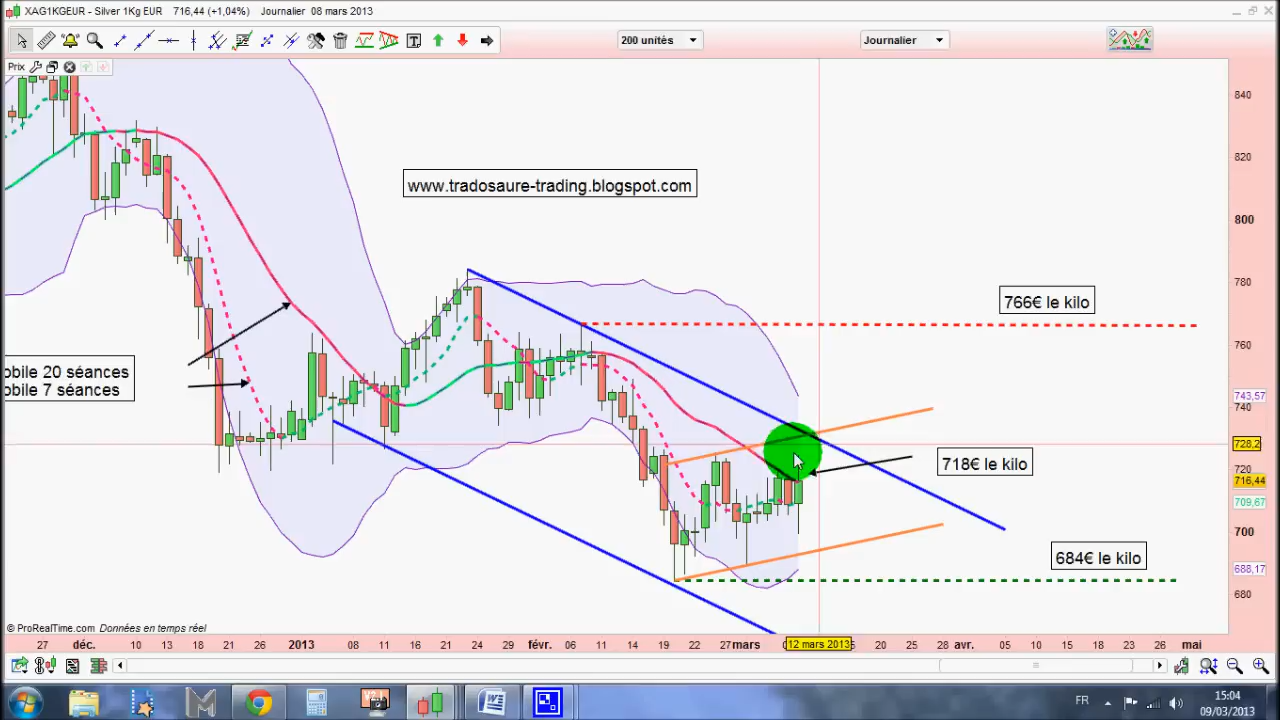 XAG1KGEUR - Silver 1Kg EUR 716,44 (+1,04%) Journalier 08 mars 2013
200 unités
Journalier
Prix
840
820
800
780
760
743,57
740
728,2
720
716,44
709,67
700
688,17
680
www.tradosaure-trading.blogspot.com
766€ le kilo
obile 20 séances
obile 7 séances
718€ le kilo
684€ le kilo
© ProRealTime.com Données en temps réel
27 déc. 10 13 18 21 26 2013 08 11 16 21 24 29 févr. 06 11 14 19 22 27 mars 12 mars 2013 20 25 28 avr. 05 10 15 18 23 26 mai
FR
15:04
09/03/2013